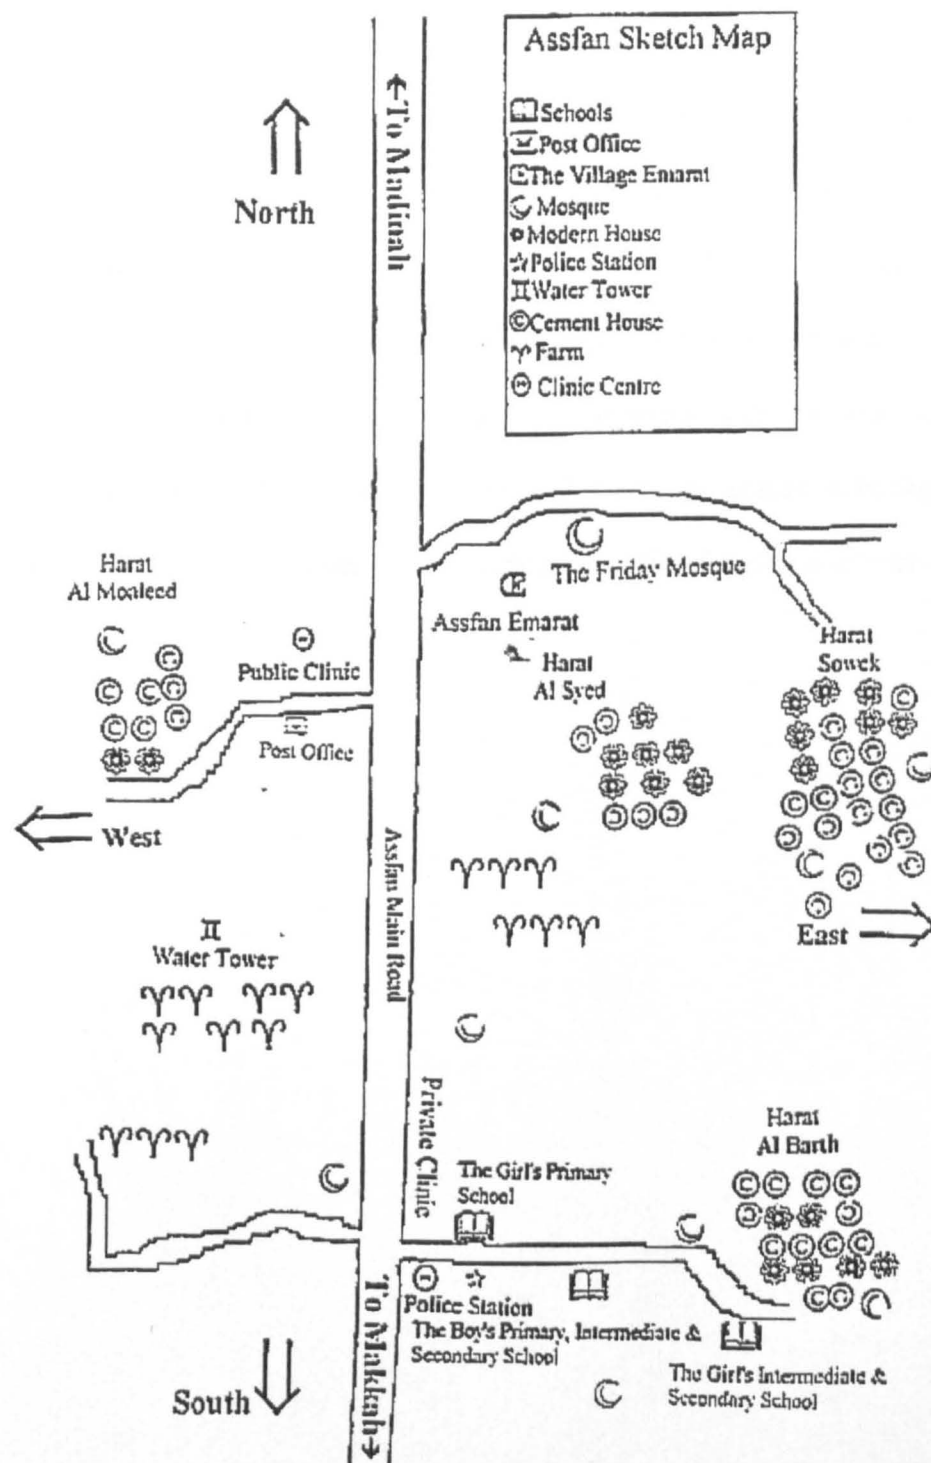 Assfan Sketch Map
Schools
Post Office
The Village Emarat
Mosque
Modern House
Police Station
Water Tower
Cement House
Farm
Clinic Centre
North
To Madinah
The Friday Mosque
Harat
Al Moaleed
Assfan Emarat
Harat
Sowek
Public Clinic
Harat
Al Syed
Post Office
West
Assfan Main Road
East
Water Tower
Private Clinic
Harat
Al Barth
The Girl's Primary
School
To Makkah
Police Station
The Boy's Primary, Intermediate &
Secondary School
The Girl's Intermediate &
Secondary School
South